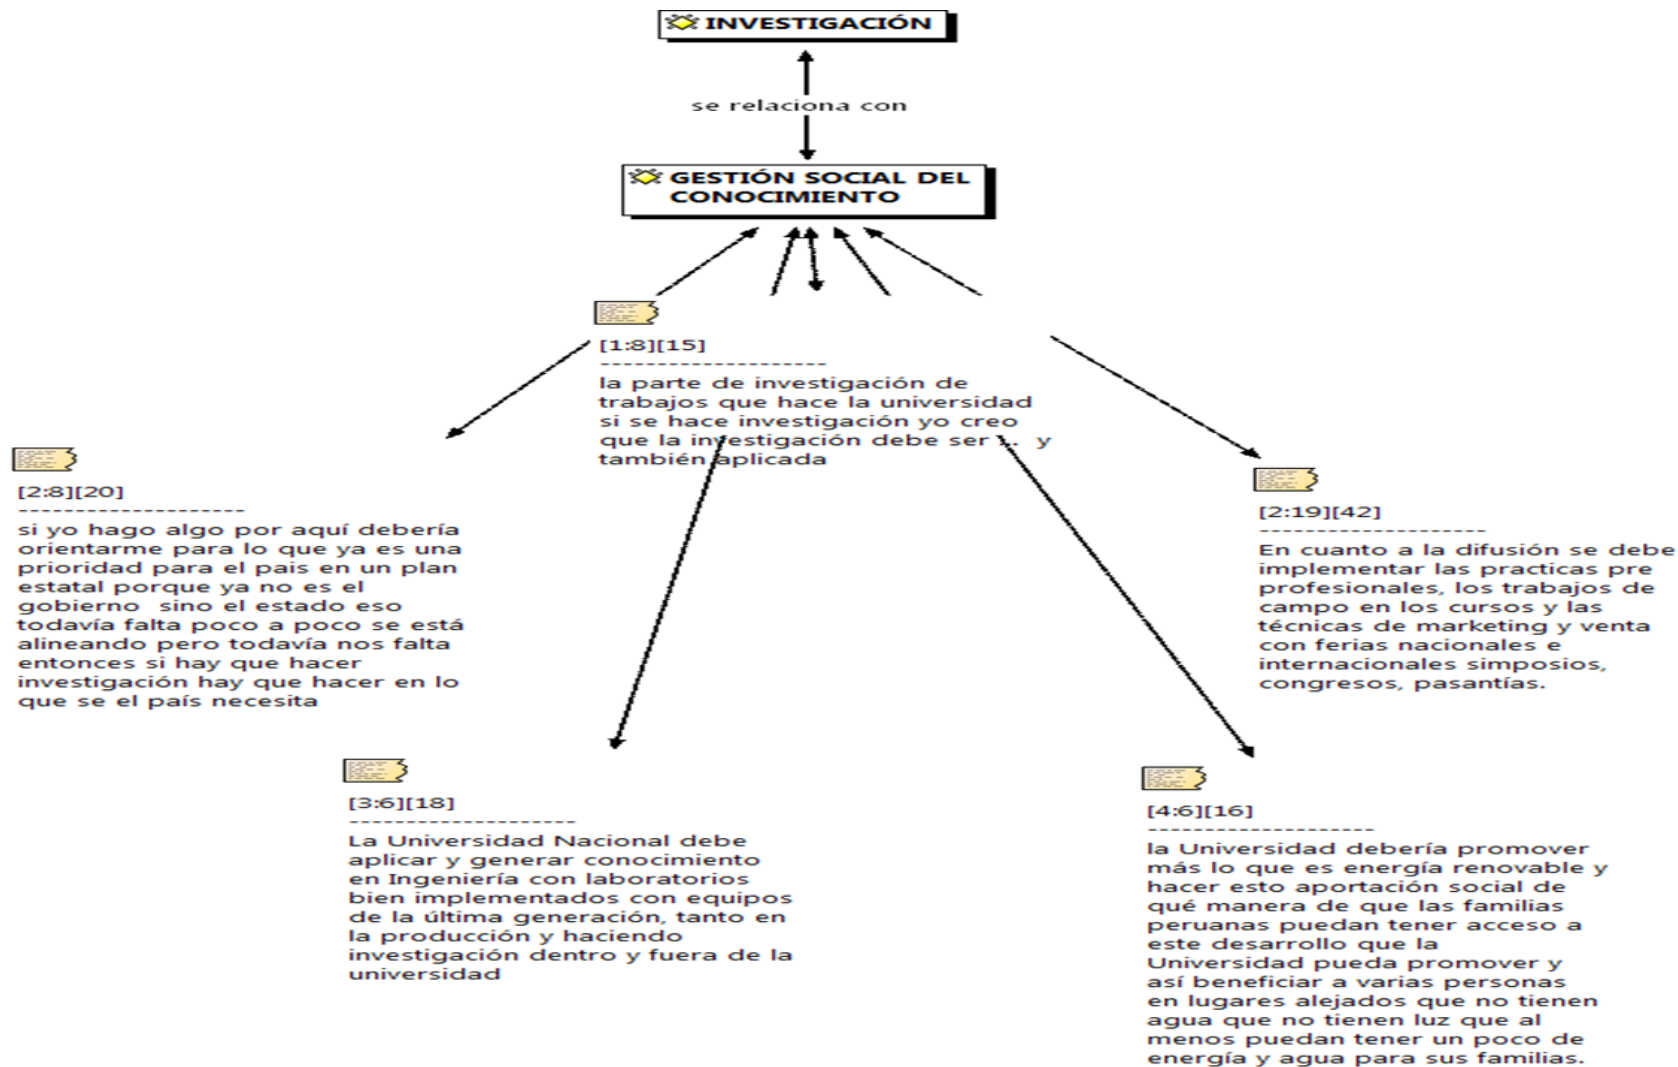 INVESTIGACIÓN
se relaciona con
GESTIÓN SOCIAL DEL
CONOCIMIENTO
[1:8][15]
--------------------
la parte de investigación de
trabajos que hace la universidad
si se hace investigación yo creo
que la investigación debe ser ... y
también aplicada
[2:8][20]
--------------------
si yo hago algo por aquí debería
orientarme para lo que ya es una
prioridad para el pais en un plan
estatal porque ya no es el
gobierno sino el estado eso
todavía falta poco a poco se está
alineando pero todavía nos falta
entonces si hay que hacer
investigación hay que hacer en lo
que se el país necesita
[2:19][42]
--------------------
En cuanto a la difusión se debe
implementar las practicas pre
profesionales, los trabajos de
campo en los cursos y las
técnicas de marketing y venta
con ferias nacionales e
internacionales simposios,
congresos, pasantías.
[3:6][18]
--------------------
La Universidad Nacional debe
aplicar y generar conocimiento
en Ingeniería con laboratorios
bien implementados con equipos
de la última generación, tanto en
la producción y haciendo
investigación dentro y fuera de la
universidad
[4:6][16]
--------------------
la Universidad debería promover
más lo que es energía renovable y
hacer esto aportación social de
qué manera de que las familias
peruanas puedan tener acceso a
este desarrollo que la
Universidad pueda promover y
así beneficiar a varias personas
en lugares alejados que no tienen
agua que no tienen luz que al
menos puedan tener un poco de
energía y agua para sus familias.